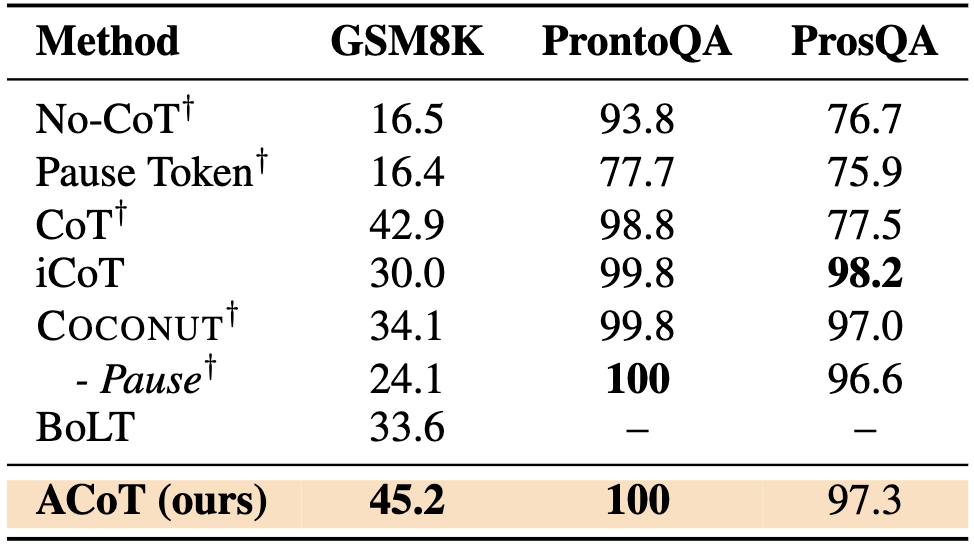 Method GSM8K ProntoQA ProsQA
No-CoT† 16.5 93.8 76.7
Pause Token† 16.4 77.7 75.9
CoT† 42.9 98.8 77.5
iCoT 30.0 99.8 98.2
COCONUT† 34.1 99.8 97.0
- Pause† 24.1 100 96.6
BoLT 33.6 – –
ACoT (ours) 45.2 100 97.3